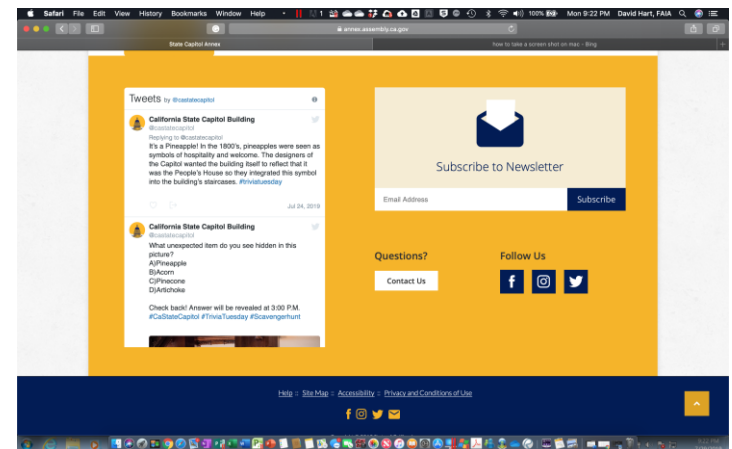 Safari File Edit View History Bookmarks Window Help
1
100%
Mon 9:22 PM David Hart, FAIA
annex.assembly.ca.gov
State Capitol Annex
how to take a screen shot on mac - Bing
Tweets by @castatecapitol
California State Capitol Building
@castatecapitol
Replying to @castatecapitol
It's a Pineapple! In the 1800's, pineapples were seen as
symbols of hospitality and welcome. The designers of
the Capitol wanted the building itself to reflect that it
was the People's House so they integrated this symbol
into the building's staircases. #triviatuesday
Jul 24, 2019
California State Capitol Building
@castatecapitol
What unexpected item do you see hidden in this
picture?
A)Pineapple
B)Acorn
C)Pinecone
D)Artichoke
Check back! Answer will be revealed at 3:00 P.M.
#CaStateCapitol #TriviaTuesday #Scavengerhunt
Subscribe to Newsletter
Email Address
Subscribe
Questions?
Contact Us
Follow Us
Help :: Site Map :: Accessibility :: Privacy and Conditions of Use
9:22 PM